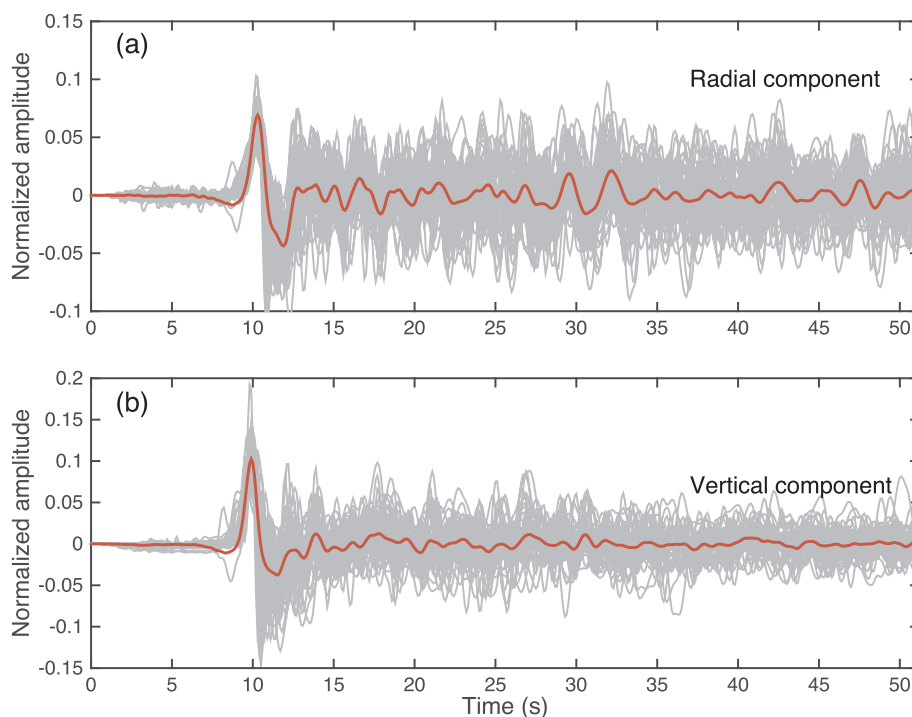 0.15
(a)
0.1
Radial component
0.05
0
-0.05
-0.1
Normalized amplitude
0 5 10 15 20 25 30 35 40 45 50
0.2
(b)
0.15
0.1
0.05
Vertical component
0
-0.05
-0.1
-0.15
Normalized amplitude
0 5 10 15 20 25 30 35 40 45 50
Time (s)